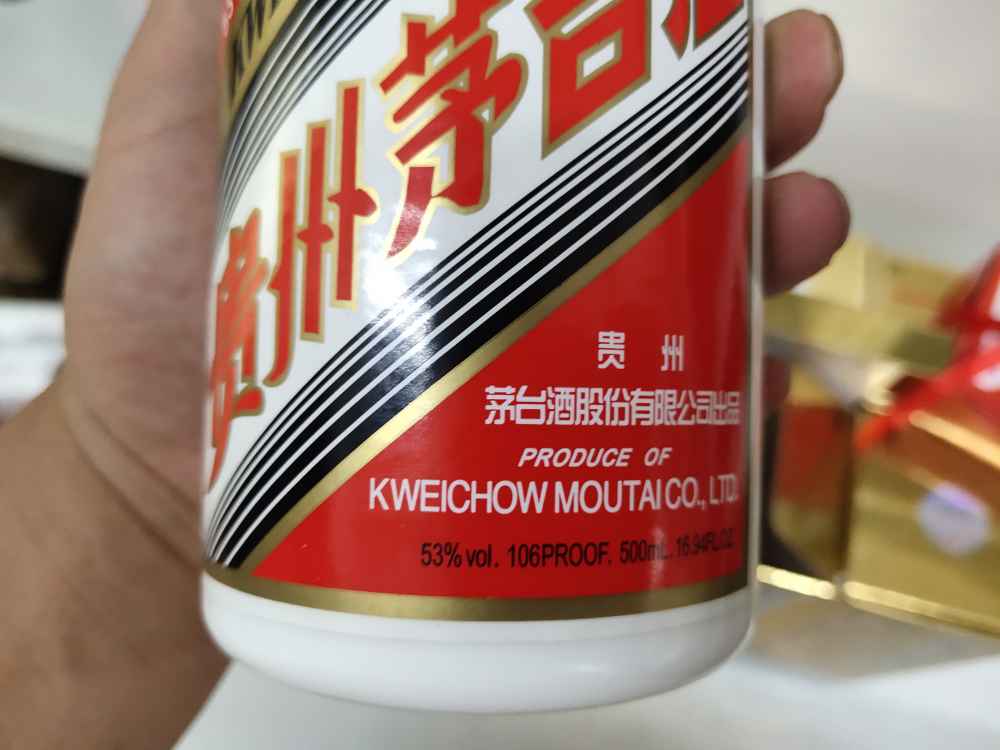 贵州茅台酒
贵 州
茅台酒股份有限公司出品
PRODUCE OF
KWEICHOW MOUTAI CO., LTD.
53% vol. 106PROOF. 500mL. 16.94FL.OZ.